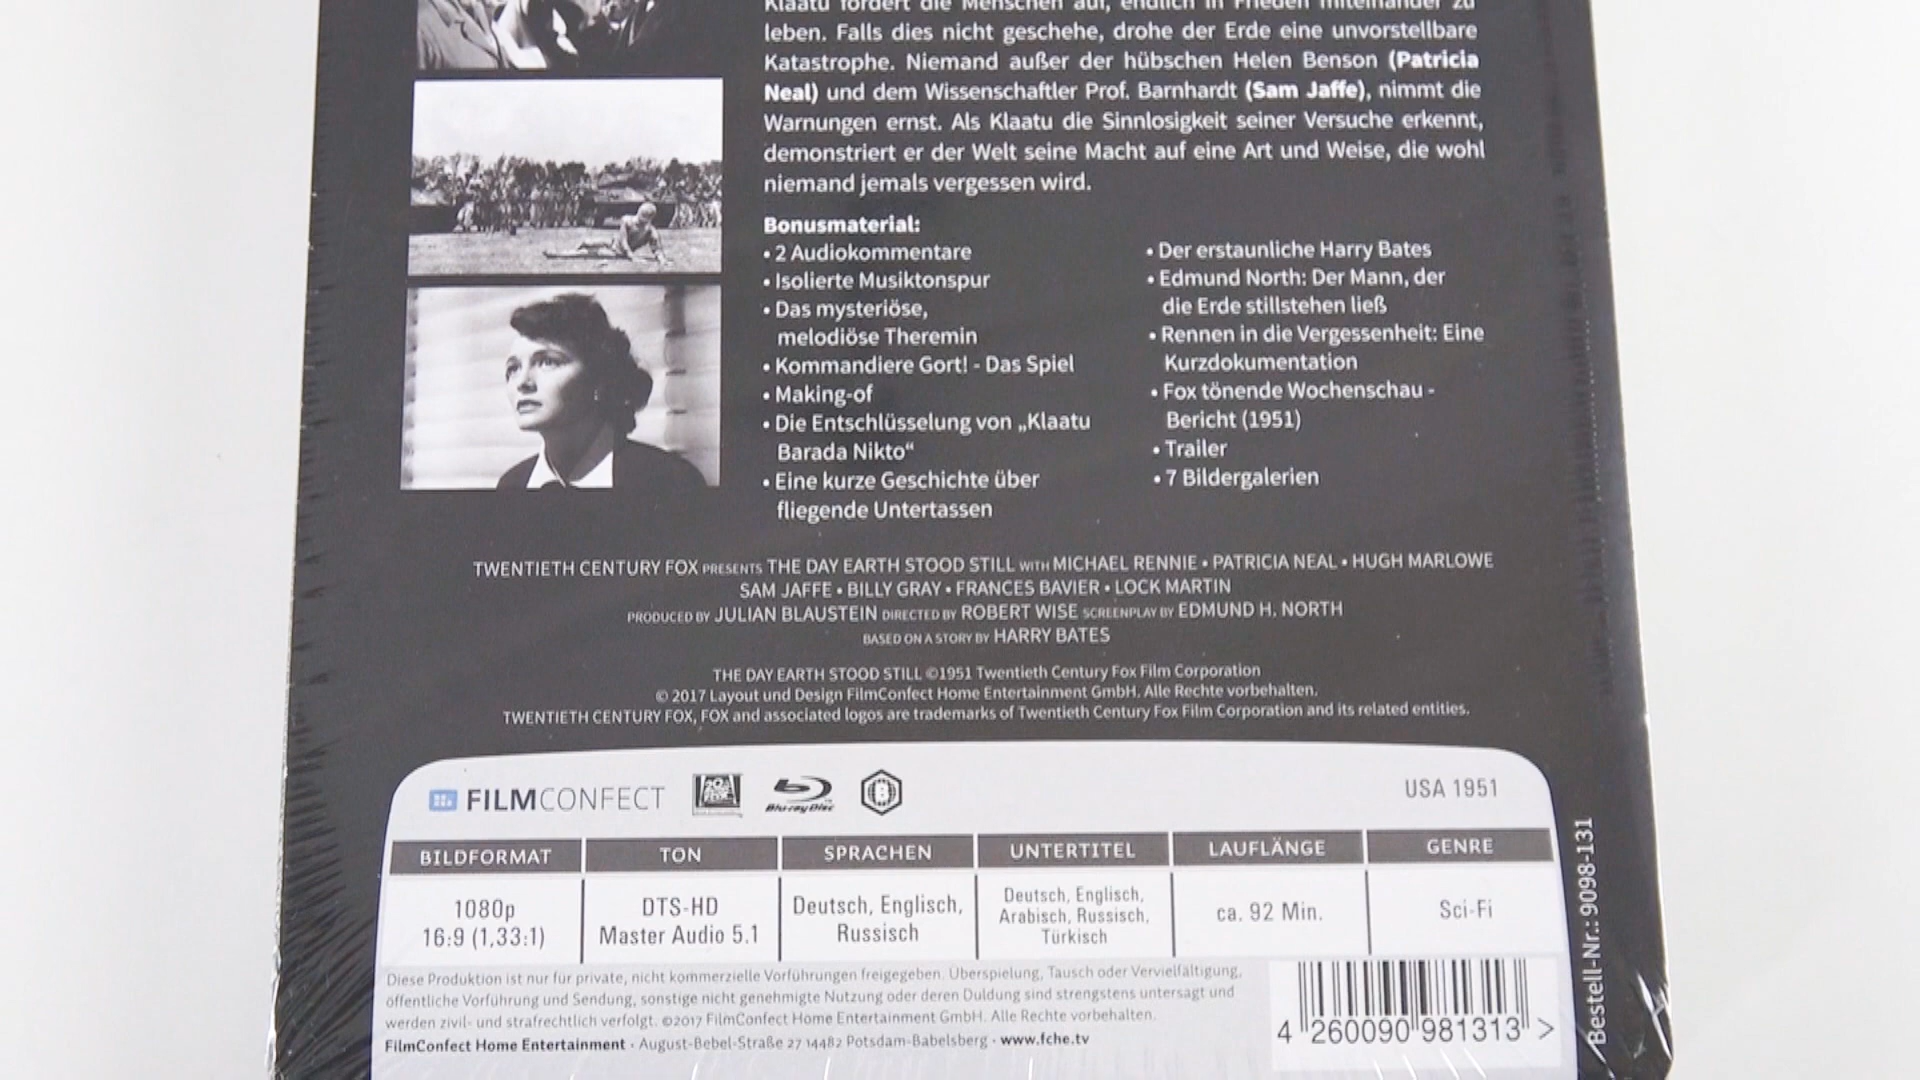 Klaatu fordert die Menschen auf, endlich in Frieden miteinander zu
leben. Falls dies nicht geschehe, drohe der Erde eine unvorstellbare
Katastrophe. Niemand außer der hübschen Helen Benson (Patricia
Neal) und dem Wissenschaftler Prof. Barnhardt (Sam Jaffe), nimmt die
Warnungen ernst. Als Klaatu die Sinnlosigkeit seiner Versuche erkennt,
demonstriert er der Welt seine Macht auf eine Art und Weise, die wohl
niemand jemals vergessen wird.
Bonusmaterial:
• 2 Audiokommentare
• Isolierte Musiktonspur
• Das mysteriöse,
melodiöse Theremin
• Kommandiere Gort! - Das Spiel
• Making-of
• Die Entschlüsselung von „Klaatu
Barada Nikto“
• Eine kurze Geschichte über
fliegende Untertassen
• Der erstaunliche Harry Bates
• Edmund North: Der Mann, der
die Erde stillstehen ließ
• Rennen in die Vergessenheit: Eine
Kurzdokumentation
• Fox tönende Wochenschau -
Bericht (1951)
• Trailer
• 7 Bildergalerien
TWENTIETH CENTURY FOX PRESENTS THE DAY EARTH STOOD STILL WITH MICHAEL RENNIE • PATRICIA NEAL • HUGH MARLOWE
SAM JAFFE • BILLY GRAY • FRANCES BAVIER • LOCK MARTIN
PRODUCED BY JULIAN BLAUSTEIN DIRECTED BY ROBERT WISE SCREENPLAY BY EDMUND H. NORTH
BASED ON A STORY BY HARRY BATES
THE DAY EARTH STOOD STILL ©1951 Twentieth Century Fox Film Corporation
© 2017 Layout und Design FilmConfect Home Entertainment GmbH. Alle Rechte vorbehalten.
TWENTIETH CENTURY FOX, FOX and associated logos are trademarks of Twentieth Century Fox Film Corporation and its related entities.
FILMCONFECT Blu-ray Disc B USA 1951
BILDFORMAT TON SPRACHEN UNTERTITEL LAUFLÄNGE GENRE
1080p
16:9 (1,33:1)
DTS-HD
Master Audio 5.1
Deutsch, Englisch,
Russisch
Deutsch, Englisch,
Arabisch, Russisch,
Türkisch
ca. 92 Min.
Sci-Fi
Diese Produktion ist nur für private, nicht kommerzielle Vorführungen freigegeben. Überspielung, Tausch oder Vervielfältigung,
öffentliche Vorführung und Sendung, sonstige nicht genehmigte Nutzung oder deren Duldung sind strengstens untersagt und
werden zivil- und strafrechtlich verfolgt. ©2017 FilmConfect Home Entertainment GmbH. Alle Rechte vorbehalten.
FilmConfect Home Entertainment • August-Bebel-Straße 27 14482 Potsdam-Babelsberg • www.fche.tv
4 260090 981313 >
Bestell-Nr.: 9098-131